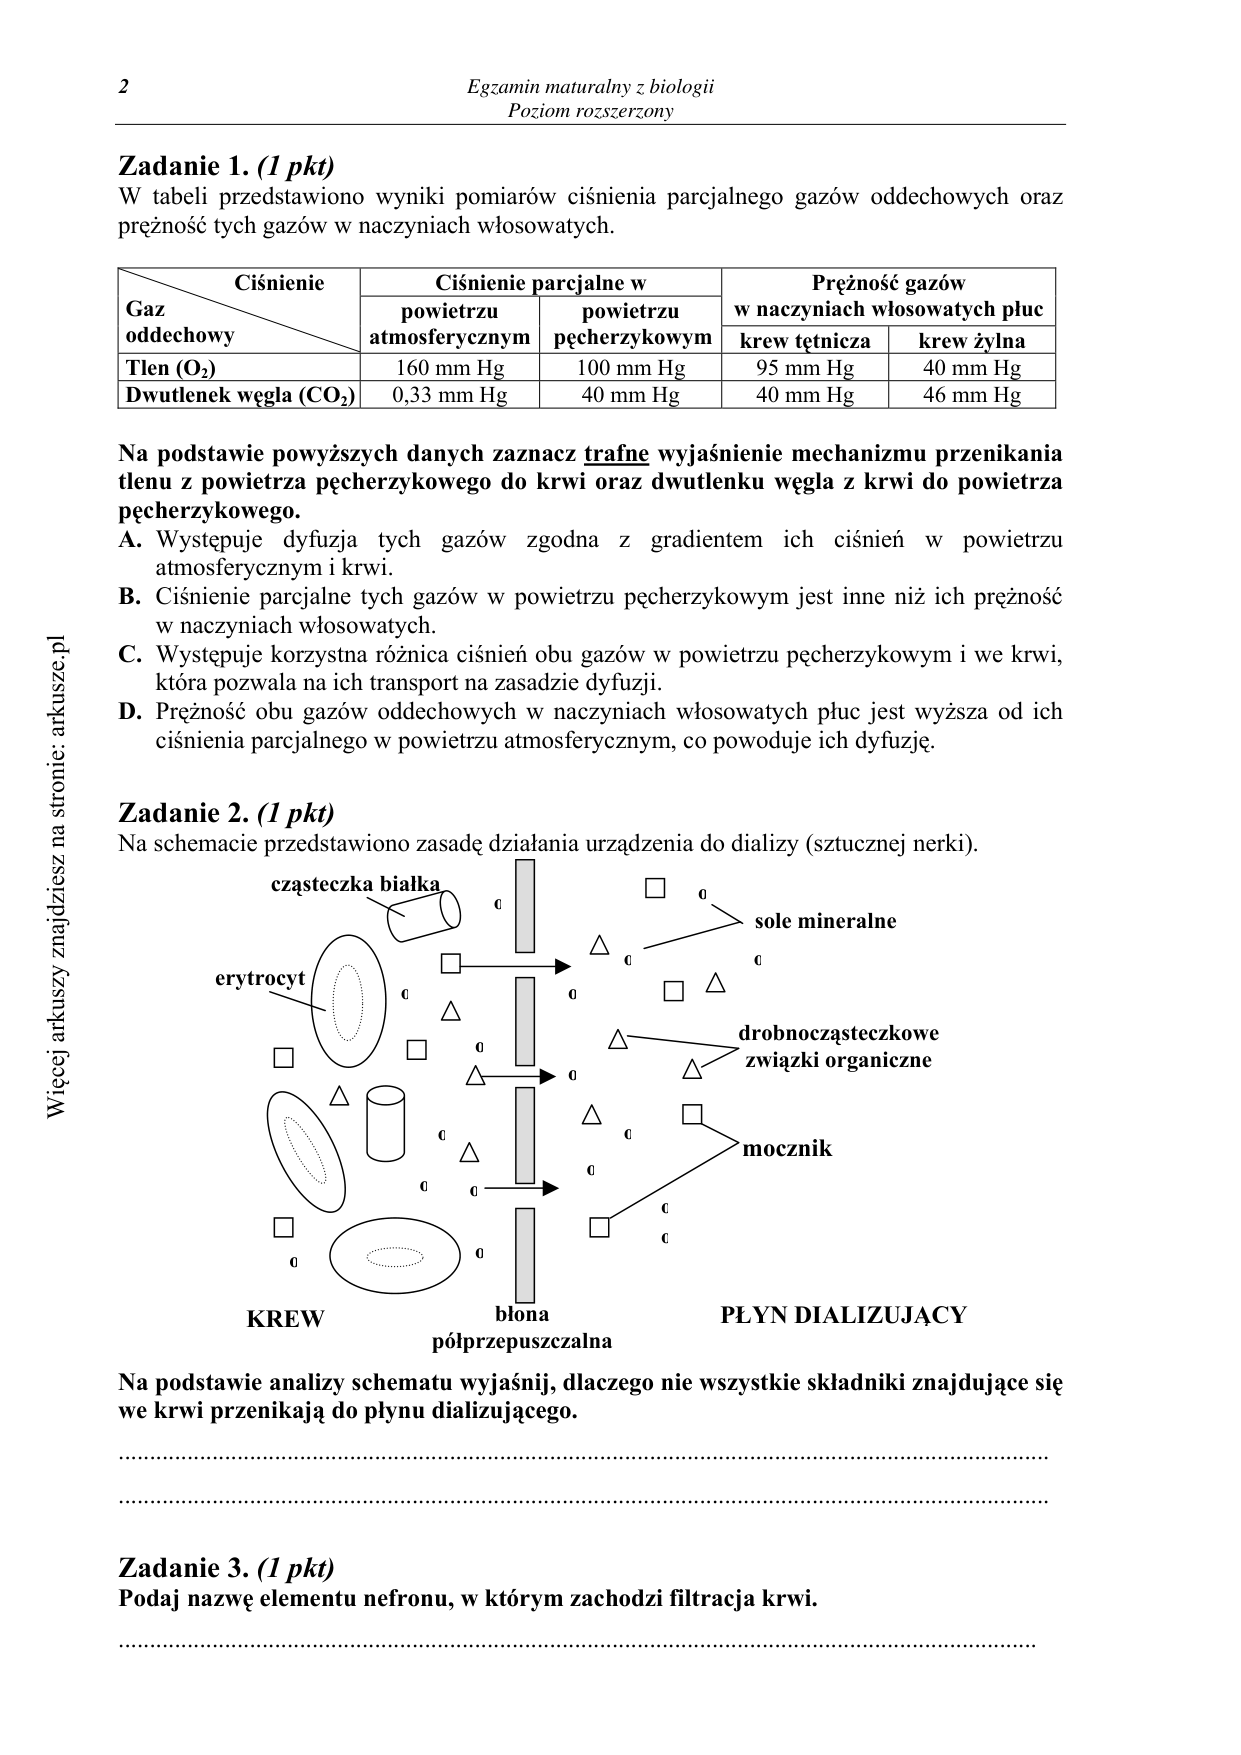 2
Egzamin maturalny z biologii
Poziom rozszerzony
Zadanie 1. (1 pkt)
W tabeli przedstawiono wyniki pomiarów ciśnienia parcjalnego gazów oddechowych oraz
prężność tych gazów w naczyniach włosowatych.
Ciśnienie
Gaz
oddechowy
Ciśnienie parcjalne w
Prężność gazów
w naczyniach włosowatych płuc
powietrzu
atmosferycznym
powietrzu
pęcherzykowym
krew tętnicza
krew żylna
Tlen (O₂) 160 mm Hg 100 mm Hg 95 mm Hg 40 mm Hg
Dwutlenek węgla (CO₂) 0,33 mm Hg 40 mm Hg 40 mm Hg 46 mm Hg
Na podstawie powyższych danych zaznacz trafne wyjaśnienie mechanizmu przenikania
tlenu z powietrza pęcherzykowego do krwi oraz dwutlenku węgla z krwi do powietrza
pęcherzykowego.
A. Występuje dyfuzja tych gazów zgodna z gradientem ich ciśnień w powietrzu
atmosferycznym i krwi.
B. Ciśnienie parcjalne tych gazów w powietrzu pęcherzykowym jest inne niż ich prężność
w naczyniach włosowatych.
C. Występuje korzystna różnica ciśnień obu gazów w powietrzu pęcherzykowym i we krwi,
która pozwala na ich transport na zasadzie dyfuzji.
D. Prężność obu gazów oddechowych w naczyniach włosowatych płuc jest wyższa od ich
ciśnienia parcjalnego w powietrzu atmosferycznym, co powoduje ich dyfuzję.
Zadanie 2. (1 pkt)
Na schemacie przedstawiono zasadę działania urządzenia do dializy (sztucznej nerki).
cząsteczka białka
sole mineralne
erytrocyt
drobnocząsteczkowe
związki organiczne
mocznik
KREW
błona
półprzepuszczalna
PŁYN DIALIZUJĄCY
Na podstawie analizy schematu wyjaśnij, dlaczego nie wszystkie składniki znajdujące się
we krwi przenikają do płynu dializującego.
Zadanie 3. (1 pkt)
Podaj nazwę elementu nefronu, w którym zachodzi filtracja krwi.
Więcej arkuszy znajdziesz na stronie: arkusze.pl